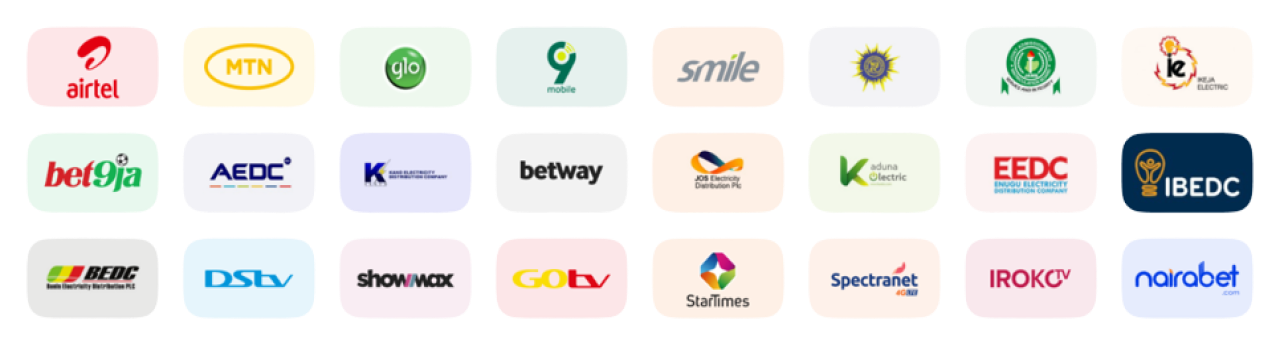 airtel
MTN
glo
9
mobile
smile
ie
IKEJA
ELECTRIC
bet9ja
AEDC
K
KANO ELECTRICITY
DISTRIBUTION COMPANY
betway
JOS Electricity
Distribution Plc
Kaduna
Electric
EEDC
ENUGU ELECTRICITY
DISTRIBUTION COMPANY
IBEDC
BEDC
Benin Electricity Distribution PLC
DStv
showmax
GOtv
StarTimes
Spectranet
4G LTE
IROKOTV
nairabet
.com